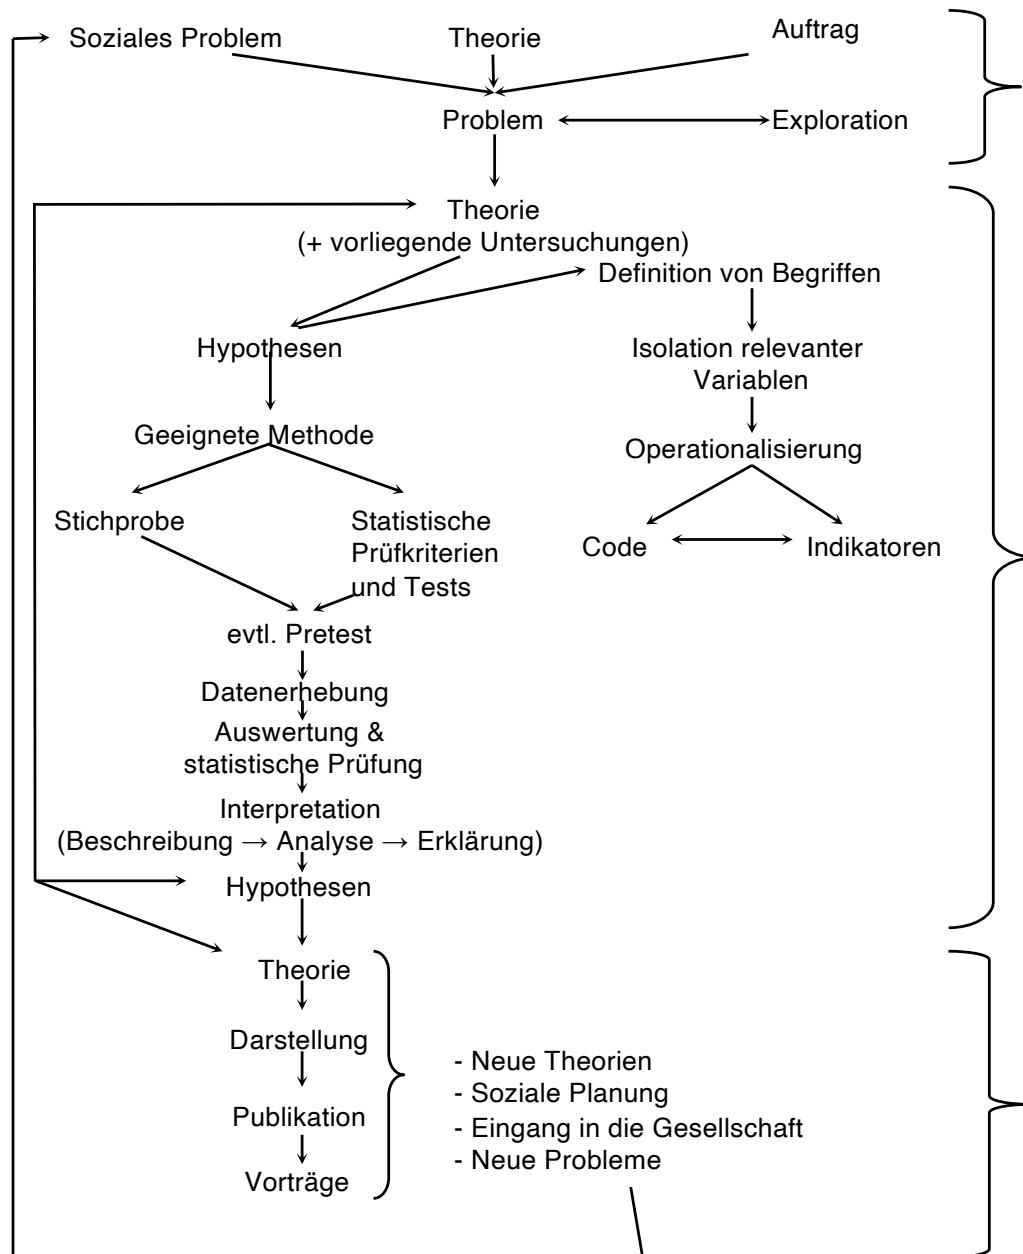 Soziales Problem
Theorie
Auftrag
Problem
Exploration
Theorie
(+ vorliegende Untersuchungen)
Definition von Begriffen
Hypothesen
Isolation relevanter
Variablen
Geeignete Methode
Operationalisierung
Stichprobe
Statistische
Prüfkriterien
und Tests
Code
Indikatoren
evtl. Pretest
Datenerhebung
Auswertung &
statistische Prüfung
Interpretation
(Beschreibung → Analyse → Erklärung)
Hypothesen
Theorie
Darstellung
Publikation
Vorträge
- Neue Theorien
- Soziale Planung
- Eingang in die Gesellschaft
- Neue Probleme